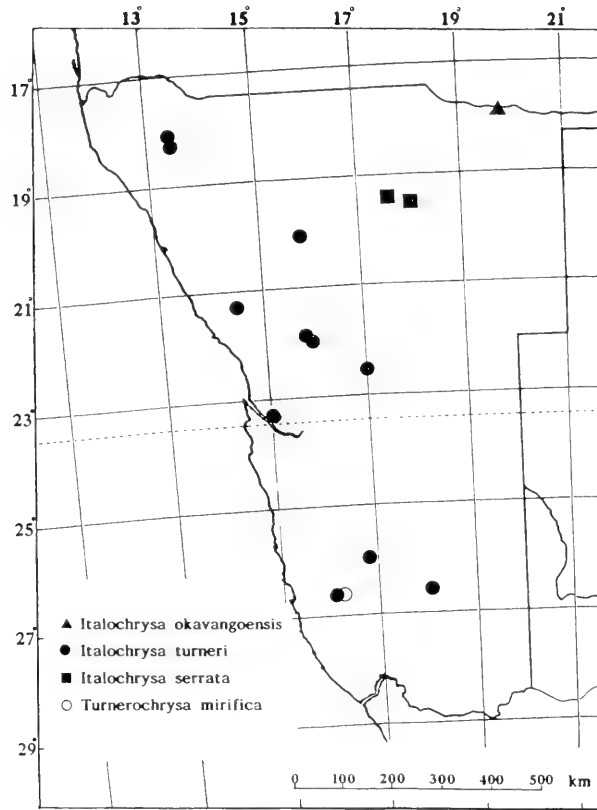 13° 15° 17° 19° 21°
17°
19°
21°
23°
25°
27°
29°
▲ Italochrysa okavangoensis
● Italochrysa turneri
■ Italochrysa serrata
○ Turnerochrysa mirifica
0 100 200 300 400 500 km